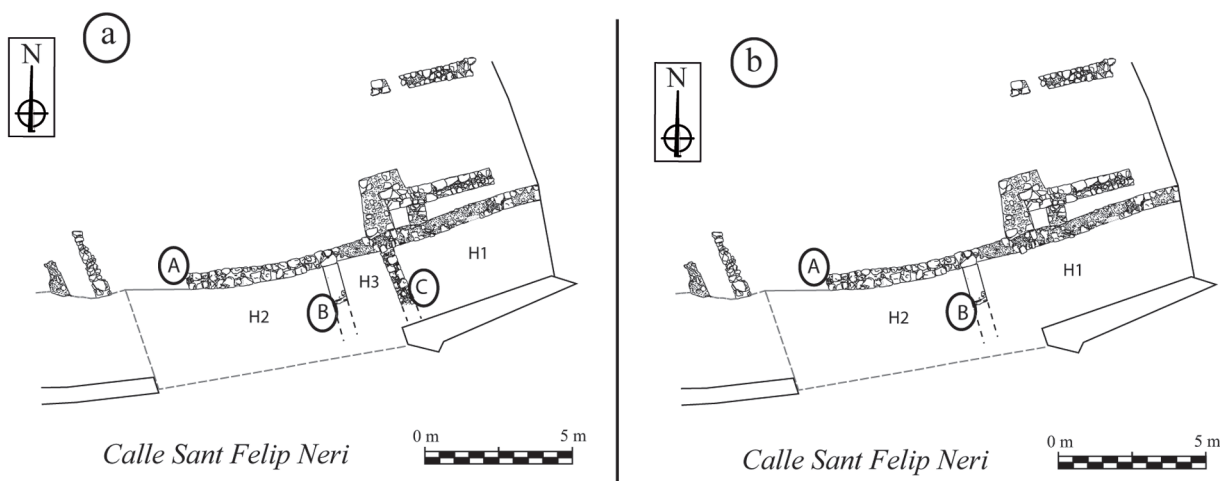 a
N
A
B
C
H1
H2
H3
Calle Sant Felip Neri
0 m
5 m
b
N
A
B
H1
H2
Calle Sant Felip Neri
0 m
5 m